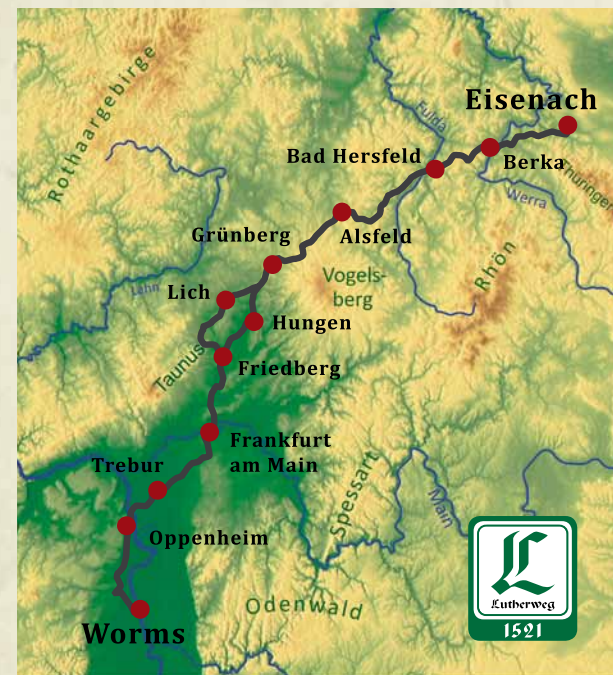 Rothaargebirge
Eisenach
Fulda
Bad Hersfeld
Berka
Thüringer
Werra
Grünberg
Alsfeld
Rhön
Vogels-
berg
Lahn
Lich
Hungen
Taunus
Friedberg
Frankfurt
am Main
Trebur
Spessart
Main
Oppenheim
Odenwald
Worms
L
Lutherweg
1521